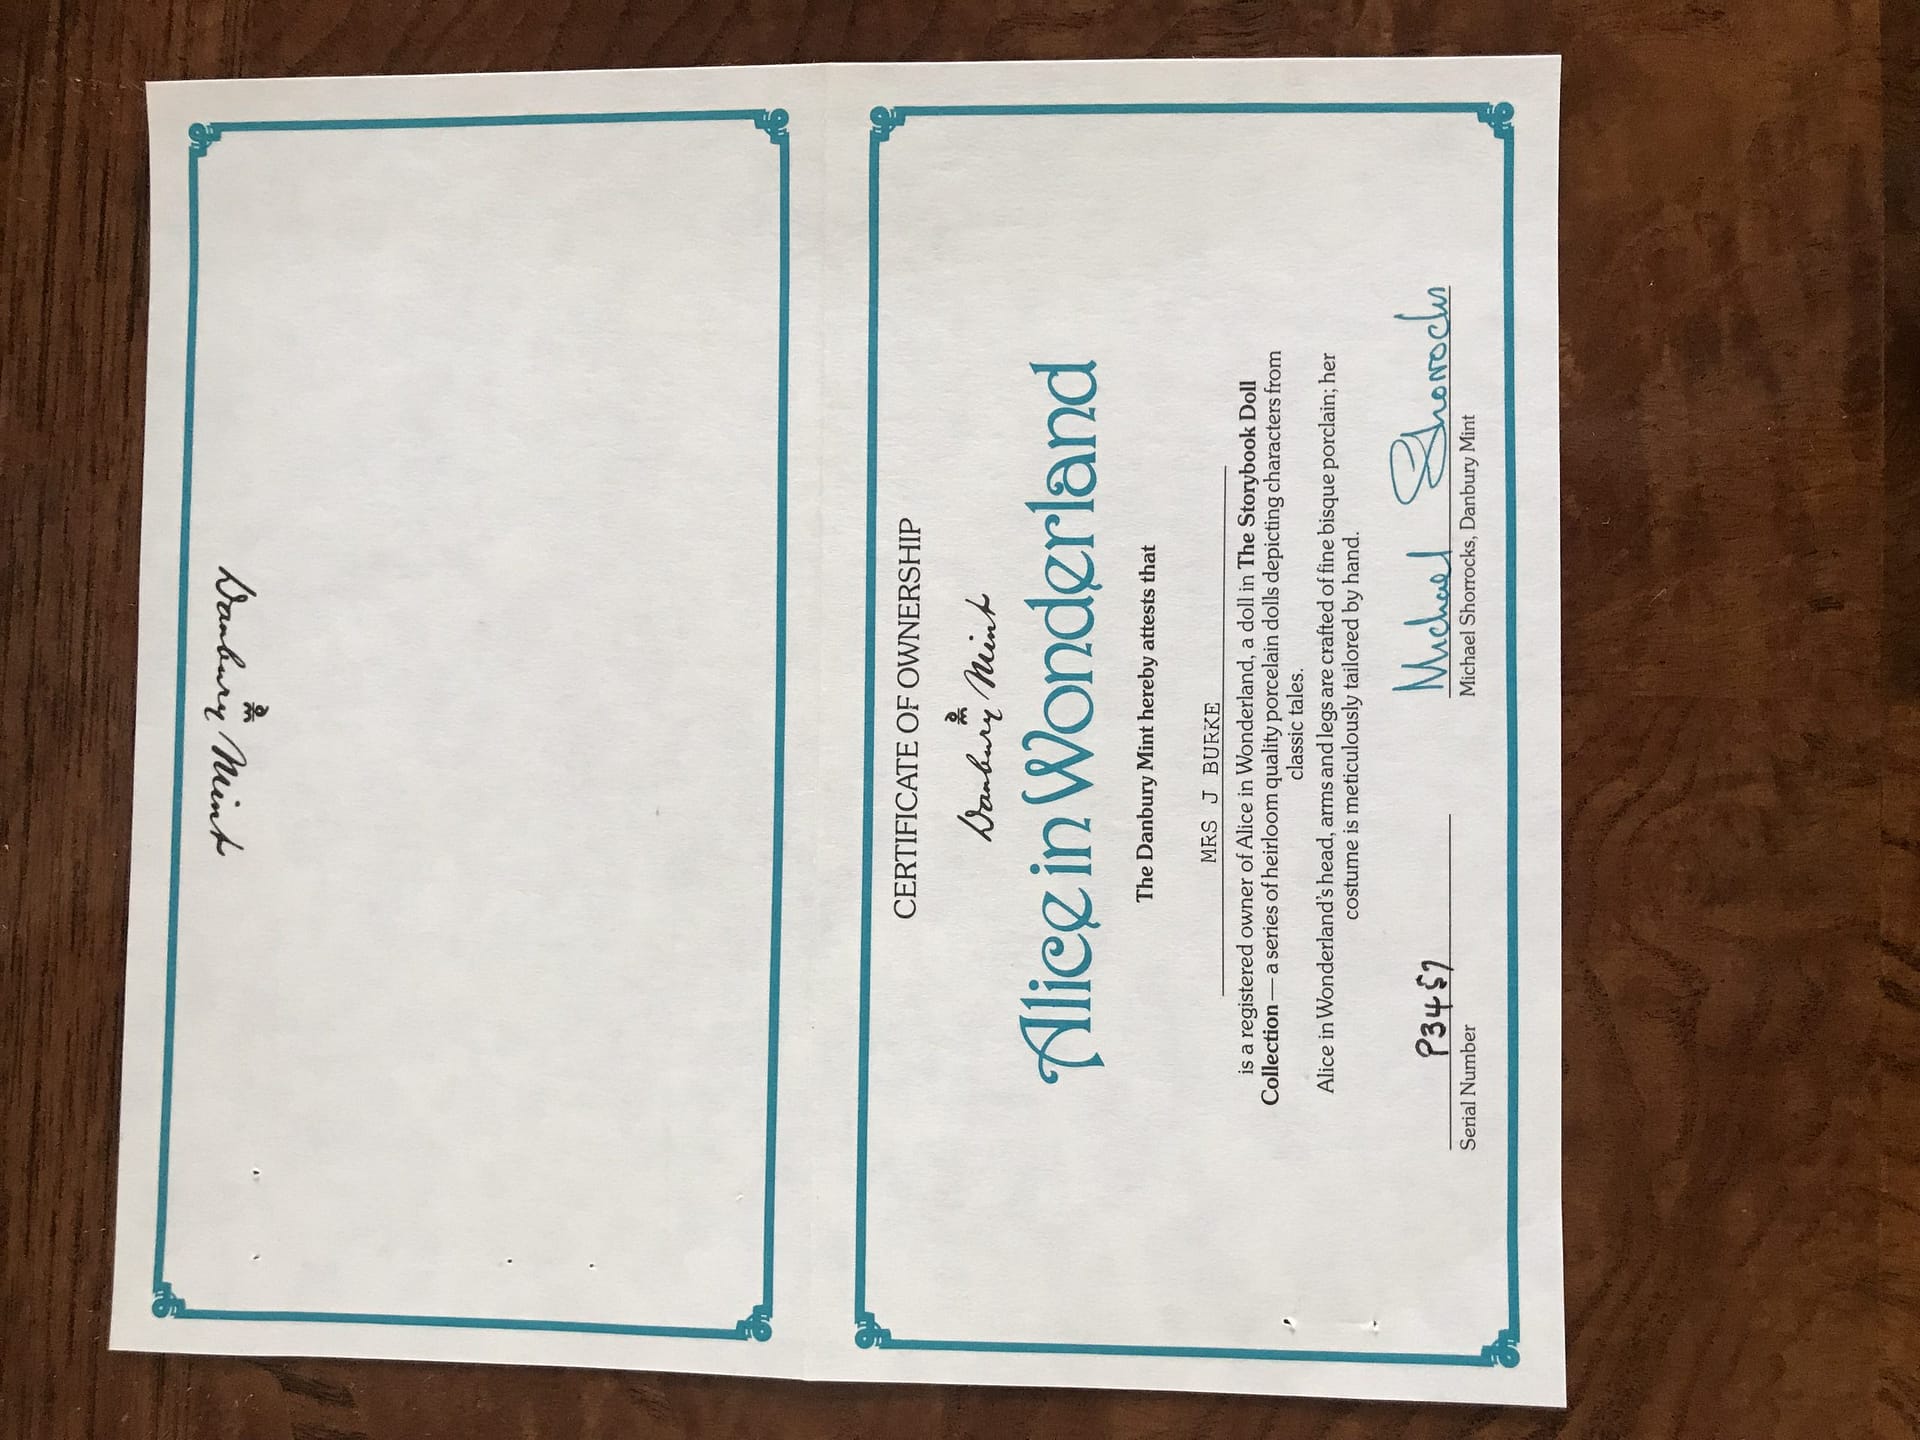 Danbury Mint
CERTIFICATE OF OWNERSHIP
Danbury Mint
Alice in Wonderland
The Danbury Mint hereby attests that
MRS J BURKE
is a registered owner of Alice in Wonderland, a doll in The Storybook Doll
Collection — a series of heirloom quality porcelain dolls depicting characters from
classic tales.
Alice in Wonderland's head, arms and legs are crafted of fine bisque porclain; her
costume is meticulously tailored by hand.
P3457
Serial Number
Michael Shorrocks
Michael Shorrocks, Danbury Mint